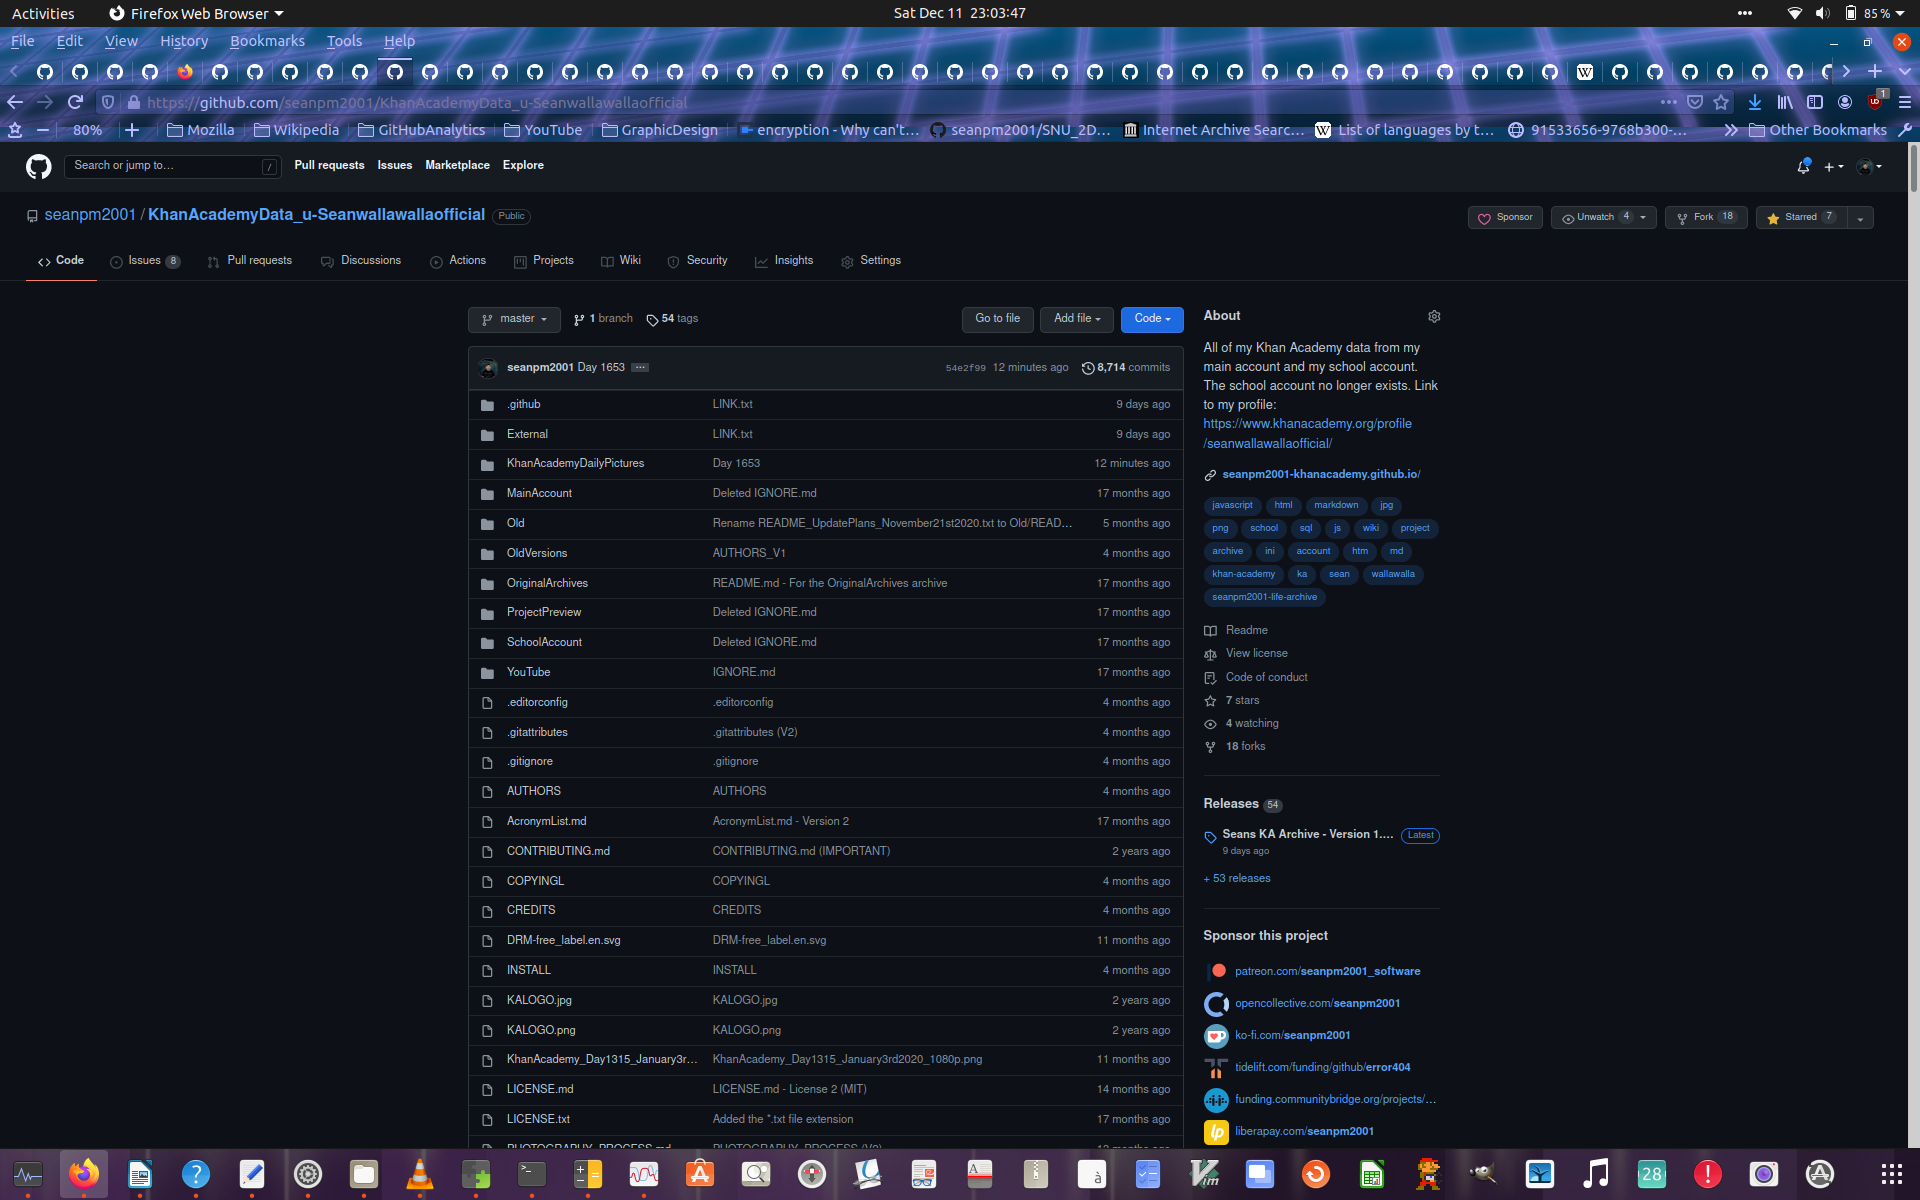 Activities
Firefox Web Browser
Sat Dec 11 23:03:47
85 %
File Edit View History Bookmarks Tools Help
https://github.com/seanpm2001/KhanAcademyData_u-Seanwallawallaofficial
1
80%
Mozilla
Wikipedia
GitHubAnalytics
YouTube
GraphicDesign
encryption - Why can't…
seanpm2001/SNU_2D…
Internet Archive Searc…
List of languages by t…
91533656-9768b300-…
Other Bookmarks
Search or jump to… /
Pull requests Issues Marketplace Explore
seanpm2001 / KhanAcademyData_u-Seanwallawallaofficial Public
Sponsor
Unwatch 4
Fork 18
Starred 7
Code
Issues 8
Pull requests
Discussions
Actions
Projects
Wiki
Security
Insights
Settings
master
1 branch
54 tags
Go to file
Add file
Code
seanpm2001 Day 1653 … 54e2f99 12 minutes ago 8,714 commits
.github LINK.txt 9 days ago
External LINK.txt 9 days ago
KhanAcademyDailyPictures Day 1653 12 minutes ago
MainAccount Deleted IGNORE.md 17 months ago
Old Rename README_UpdatePlans_November21st2020.txt to Old/READ… 5 months ago
OldVersions AUTHORS_V1 4 months ago
OriginalArchives README.md - For the OriginalArchives archive 17 months ago
ProjectPreview Deleted IGNORE.md 17 months ago
SchoolAccount Deleted IGNORE.md 17 months ago
YouTube IGNORE.md 17 months ago
.editorconfig .editorconfig 4 months ago
.gitattributes .gitattributes (V2) 4 months ago
.gitignore .gitignore 4 months ago
AUTHORS AUTHORS 4 months ago
AcronymList.md AcronymList.md - Version 2 17 months ago
CONTRIBUTING.md CONTRIBUTING.md (IMPORTANT) 2 years ago
COPYINGL COPYINGL 4 months ago
CREDITS CREDITS 4 months ago
DRM-free_label.en.svg DRM-free_label.en.svg 11 months ago
INSTALL INSTALL 4 months ago
KALOGO.jpg KALOGO.jpg 2 years ago
KALOGO.png KALOGO.png 2 years ago
KhanAcademy_Day1315_January3r… KhanAcademy_Day1315_January3rd2020_1080p.png 11 months ago
LICENSE.md LICENSE.md - License 2 (MIT) 14 months ago
LICENSE.txt Added the *.txt file extension 17 months ago
About
All of my Khan Academy data from my
main account and my school account.
The school account no longer exists. Link
to my profile:
https://www.khanacademy.org/profile
/seanwallawallaofficial/
seanpm2001-khanacademy.github.io/
javascript html markdown jpg
png school sql js wiki project
archive ini account htm md
khan-academy ka sean wallawalla
seanpm2001-life-archive
Readme
View license
Code of conduct
7 stars
4 watching
18 forks
Releases 54
Seans KA Archive - Version 1.… Latest
9 days ago
+ 53 releases
Sponsor this project
patreon.com/seanpm2001_software
opencollective.com/seanpm2001
ko-fi.com/seanpm2001
tidelift.com/funding/github/error404
funding.communitybridge.org/projects/…
liberapay.com/seanpm2001
28